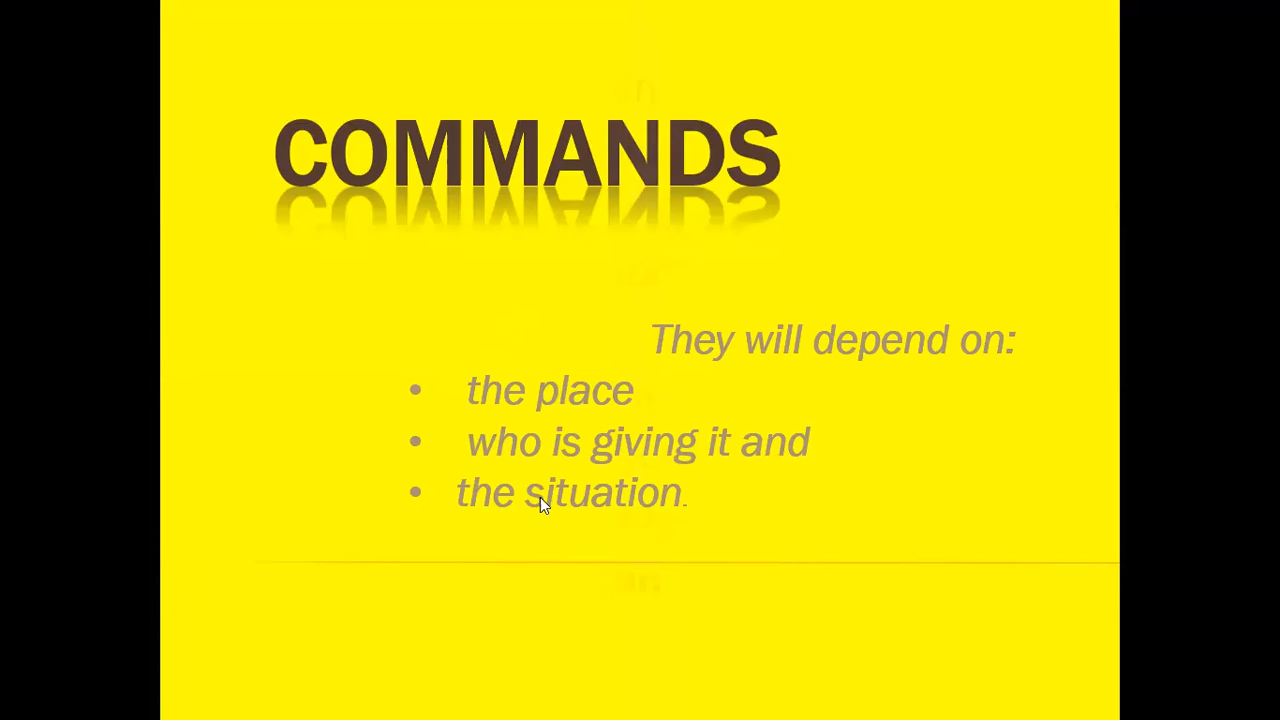 COMMANDS
They will depend on:
• the place
• who is giving it and
• the situation.